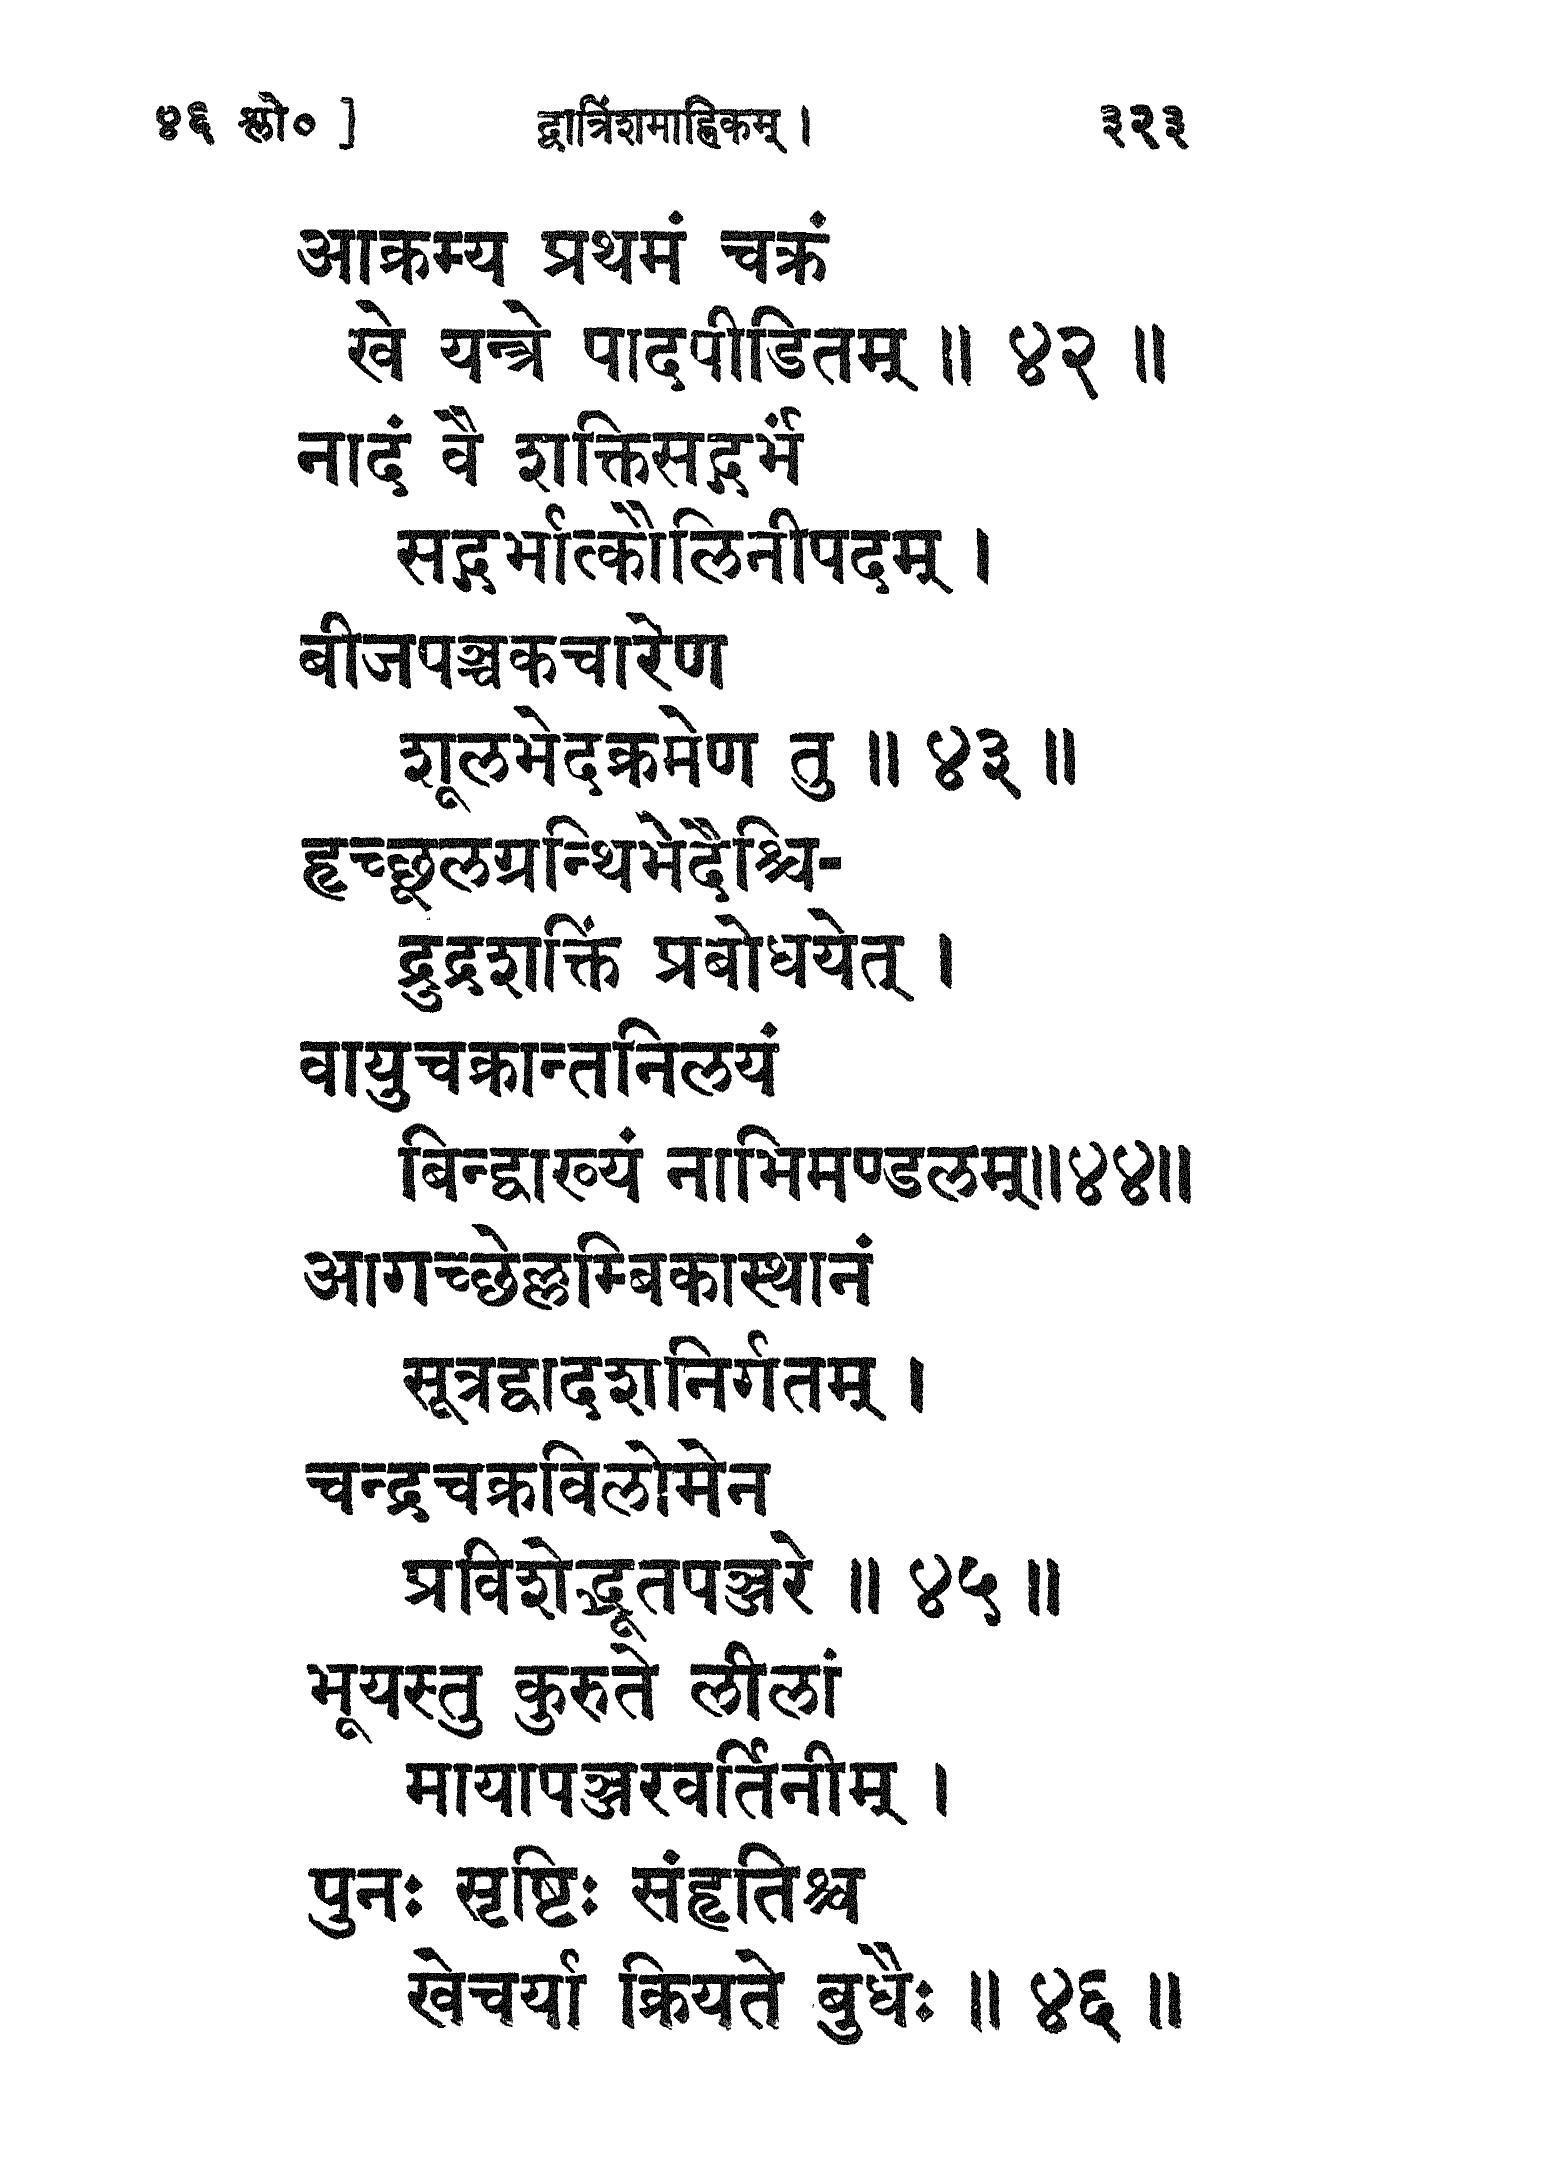 ४६ श्लो० ] द्वात्रिंशमाह्निकम् । ३२३
आक्रम्य प्रथमं चक्रं
खे यन्त्रे पादपीडितम् ॥ ४२ ॥
नादं वै शक्तिसद्गर्भं
सद्गर्भात्कौलिनीपदम् ।
बीजपञ्चकचारेण
शूलभेदक्रमेण तु ॥ ४३ ॥
हृच्छूलग्रन्थिभेदैश्चि-
द्रुद्रशक्तिं प्रबोधयेत् ।
वायुचक्रान्तनिलयं
बिन्द्वाख्यं नाभिमण्डलम्॥४४॥
आगच्छेल्लम्बिकास्थानं
सूत्रद्वादशनिर्गतम् ।
चन्द्रचक्रविलोमेन
प्रविशेद्भूतपञ्जरे ॥ ४५ ॥
भूयस्तु कुरुते लीलां
मायापञ्जरवर्तिनीम् ।
पुनः सृष्टिः संहृतिश्च
खेचर्या क्रियते बुधैः ॥ ४६ ॥